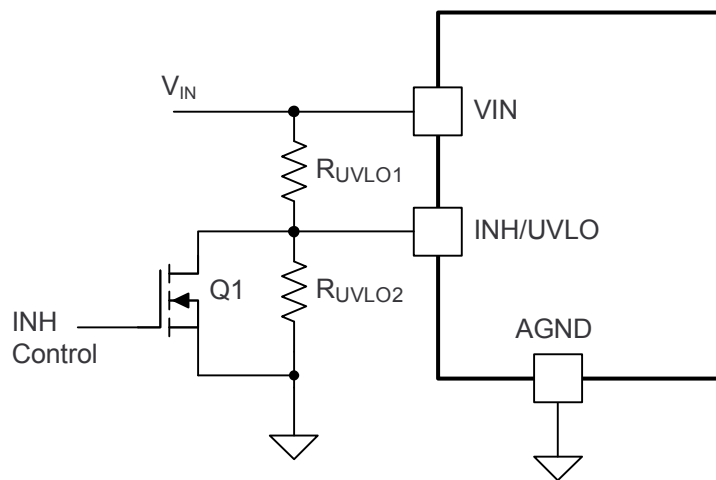 VIN
VIN
RUVLO1
INH/UVLO
Q1
RUVLO2
INH
Control
AGND